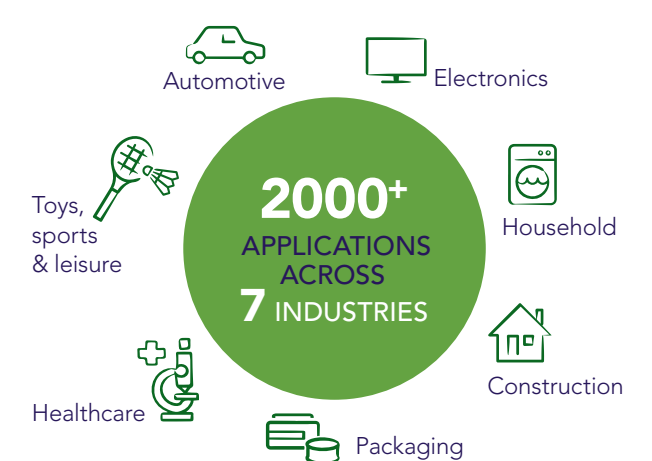 Automotive
Electronics
Toys,
sports
& leisure
2000+
APPLICATIONS
ACROSS
7 INDUSTRIES
Household
Construction
Healthcare
Packaging